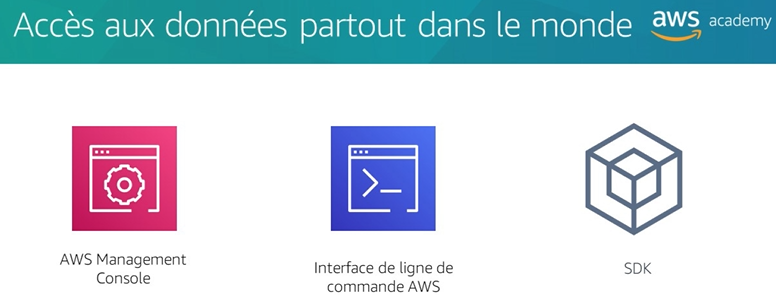 Accès aux données partout dans le monde
aws academy
AWS Management
Console
Interface de ligne de
commande AWS
SDK